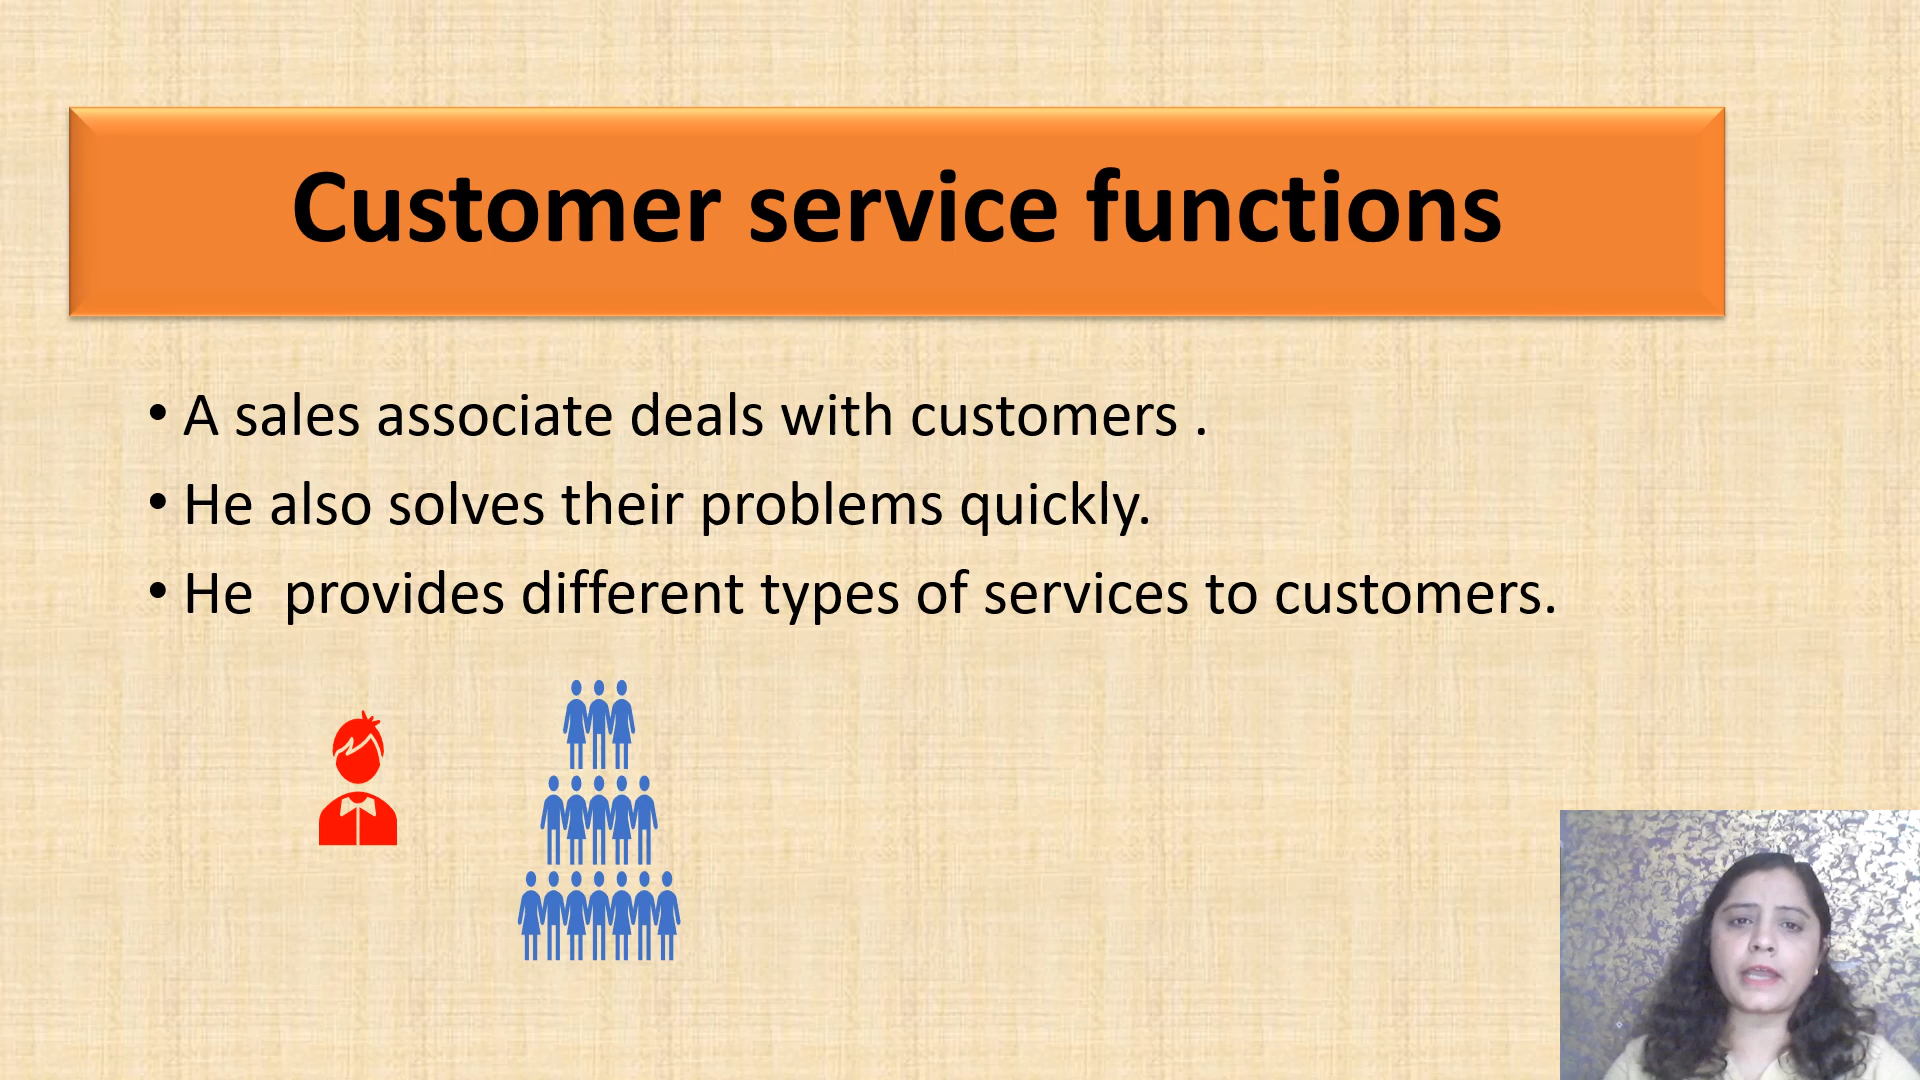 Customer service functions
• A sales associate deals with customers .
• He also solves their problems quickly.
• He  provides different types of services to customers.